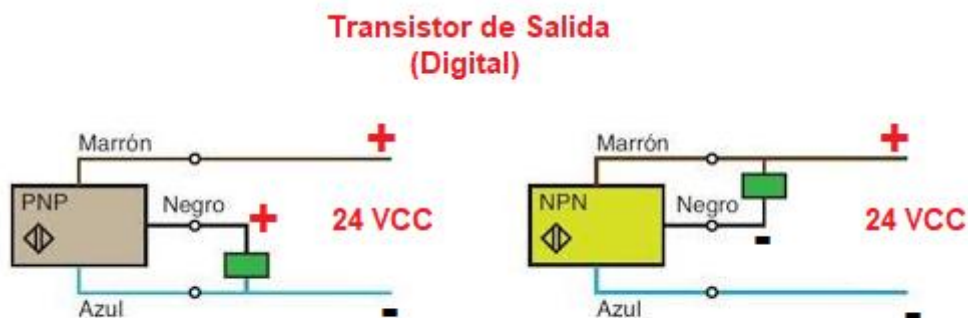 Transistor de Salida
(Digital)
Marrón
+
PNP
Negro
+
24 VCC
Azul
-
Marrón
+
NPN
Negro
-
24 VCC
Azul
-